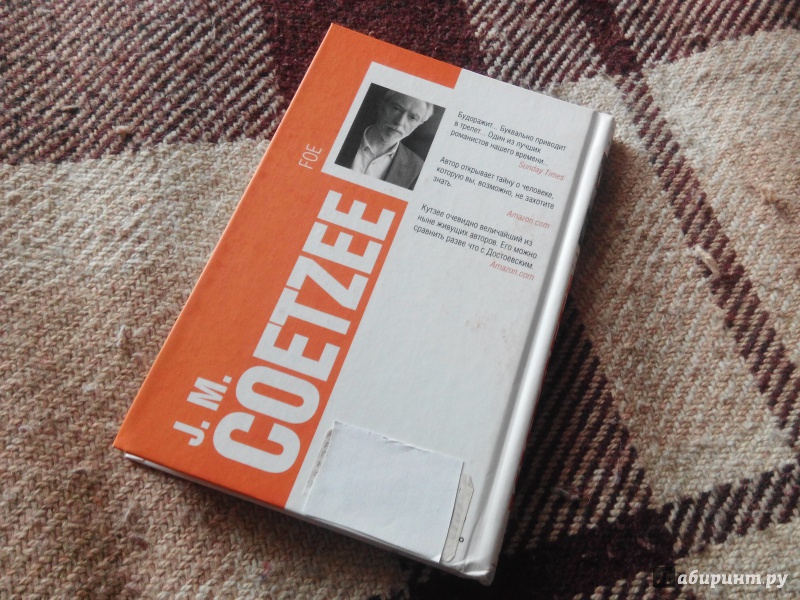 J. M.
COETZEE
FOE
Будоражит... Буквально приводит
в трепет... Один из лучших
романистов нашего времени...
Sunday Times
Автор открывает тайну о человеке,
которую вы, возможно, не захотите
знать.
Amazon.com
Кутзее очевидно величайший из
ныне живущих авторов. Его можно
сравнить разве что с Достоевским.
Amazon.com
Лабиринт.ру